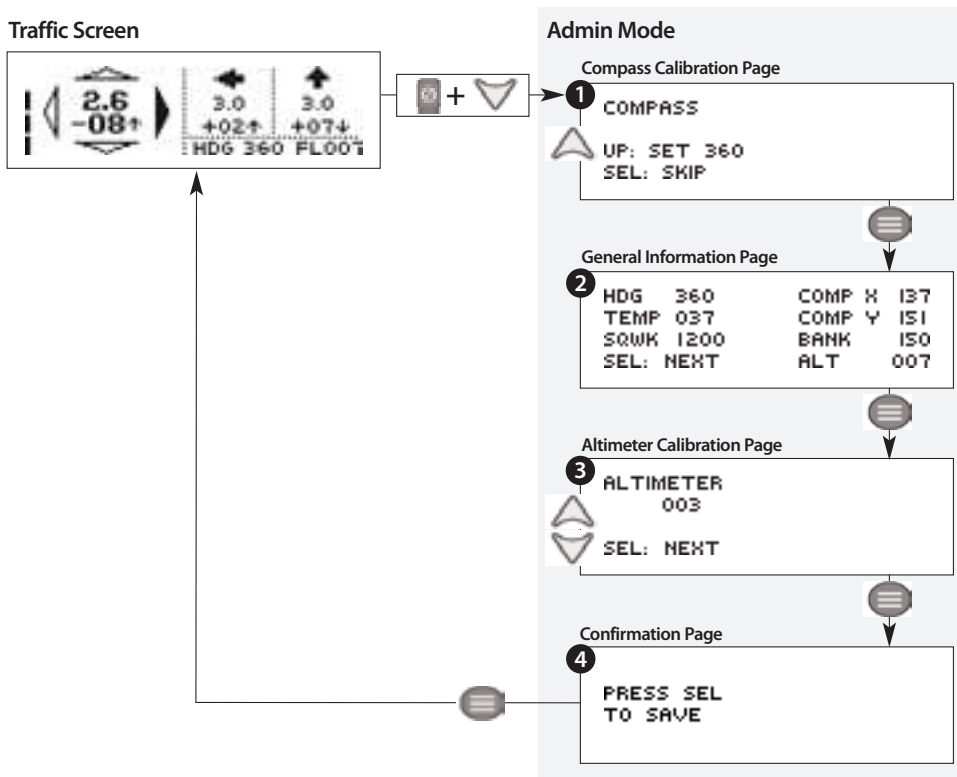 Traffic Screen
2.6
-08↑
3.0
+02↑
3.0
+07↓
HDG 360 FL007
+
Admin Mode
Compass Calibration Page
1
COMPASS
UP: SET 360
SEL: SKIP
General Information Page
2
HDG 360 COMP X 137
TEMP 037 COMP Y 151
SQWK 1200 BANK 150
SEL: NEXT ALT 007
Altimeter Calibration Page
3
ALTIMETER
003
SEL: NEXT
Confirmation Page
4
PRESS SEL
TO SAVE